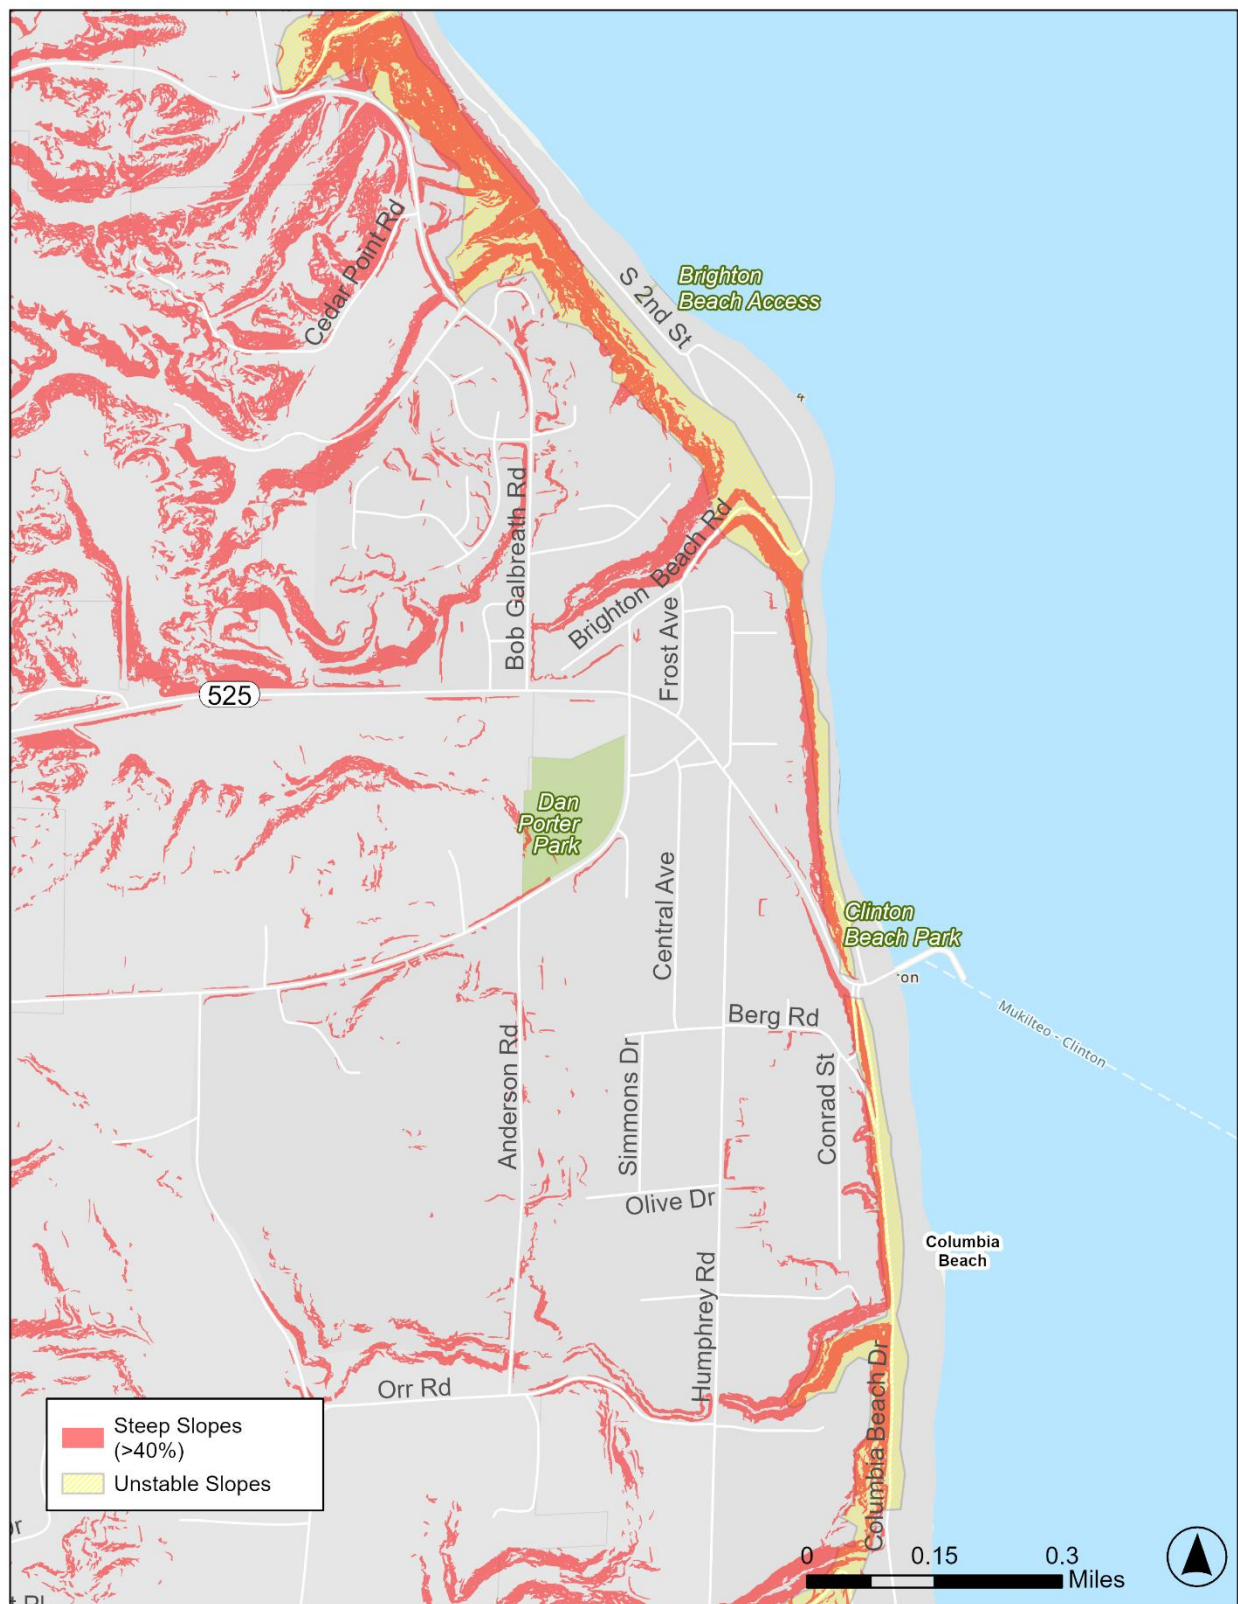 Cedar Point Rd
S 2nd St
Brighton
Beach Access
Bob Galbreath Rd
Brighton Beach Rd
Frost Ave
525
Dan
Porter
Park
Central Ave
Clinton
Beach Park
ton
Mukilteo - Clinton
Berg Rd
Anderson Rd
Simmons Dr
Conrad St
Olive Dr
Columbia
Beach
Humphrey Rd
Orr Rd
Columbia Beach Dr
Steep Slopes
(>40%)
Unstable Slopes
0 0.15 0.3
Miles
Pl